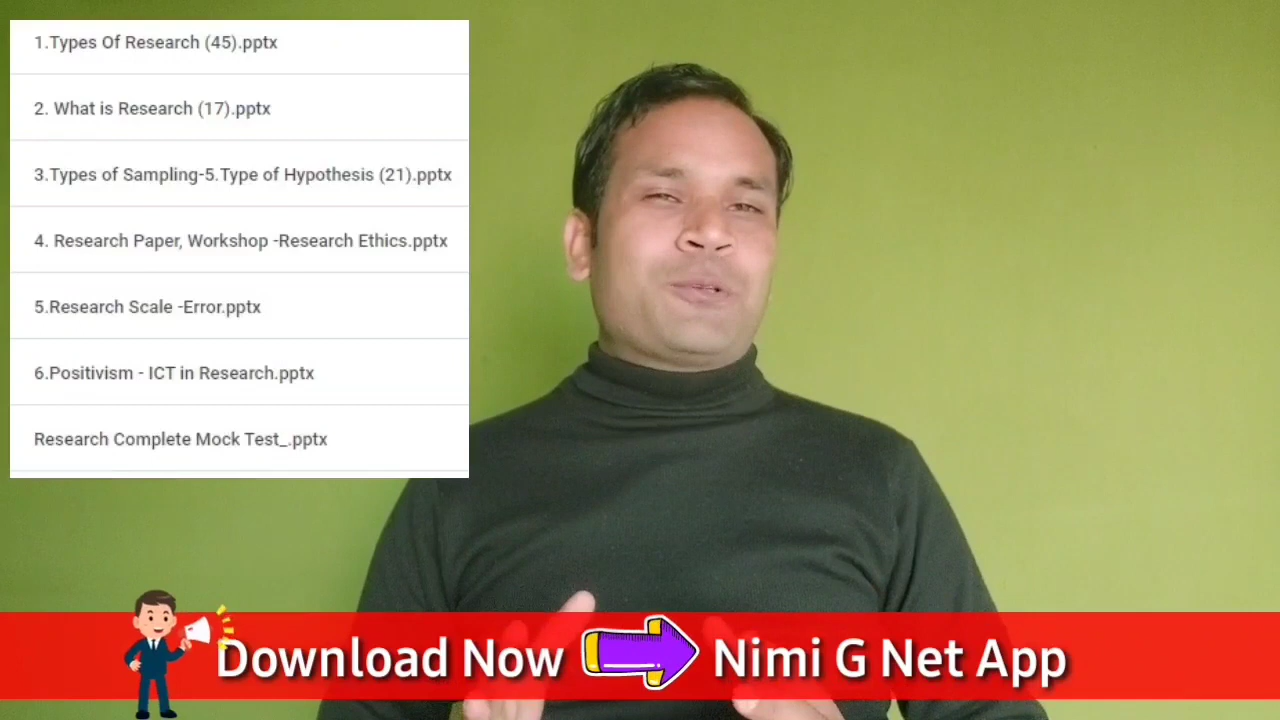 1.Types Of Research (45).pptx
2. What is Research (17).pptx
3.Types of Sampling-5.Type of Hypothesis (21).pptx
4. Research Paper, Workshop -Research Ethics.pptx
5.Research Scale -Error.pptx
6.Positivism - ICT in Research.pptx
Research Complete Mock Test_.pptx
Download Now Nimi G Net App